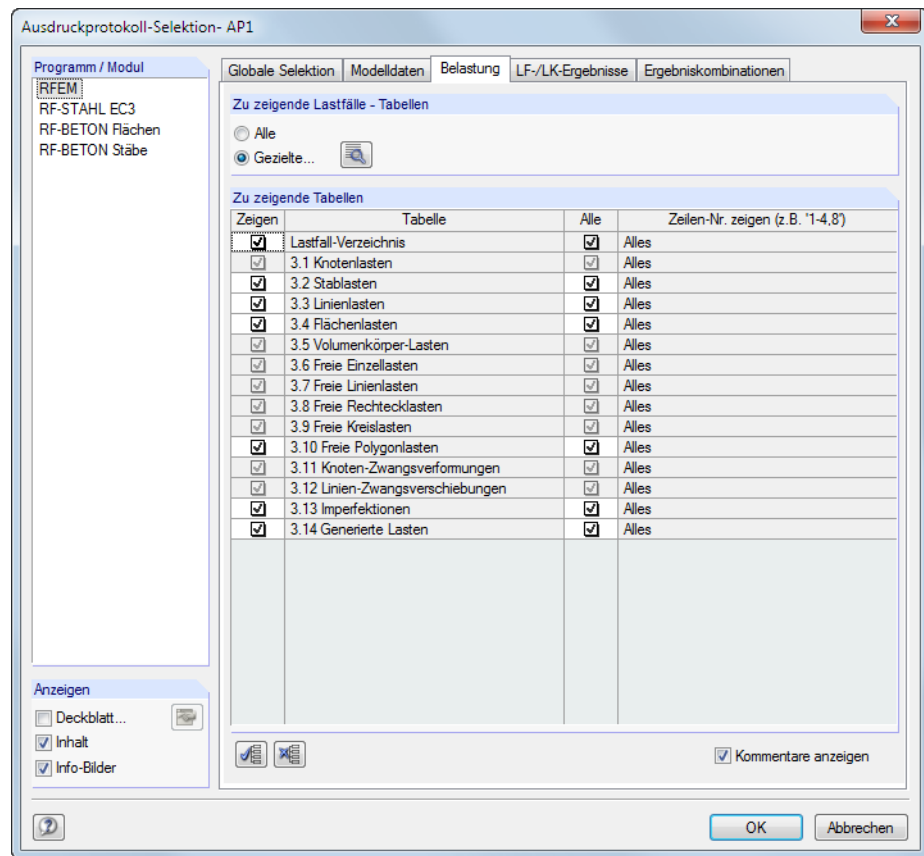 Ausdruckprotokoll-Selektion- AP1
Programm / Modul
RFEM
RF-STAHL EC3
RF-BETON Flächen
RF-BETON Stäbe
Globale Selektion Modelldaten Belastung LF-/LK-Ergebnisse Ergebniskombinationen
Zu zeigende Lastfälle - Tabellen
Alle
Gezielte...
Zu zeigende Tabellen
Zeigen Tabelle Alle Zeilen-Nr. zeigen (z.B. '1-4,8')
Lastfall-Verzeichnis Alles
3.1 Knotenlasten Alles
3.2 Stablasten Alles
3.3 Linienlasten Alles
3.4 Flächenlasten Alles
3.5 Volumenkörper-Lasten Alles
3.6 Freie Einzellasten Alles
3.7 Freie Linienlasten Alles
3.8 Freie Rechtecklasten Alles
3.9 Freie Kreislasten Alles
3.10 Freie Polygonlasten Alles
3.11 Knoten-Zwangsverformungen Alles
3.12 Linien-Zwangsverschiebungen Alles
3.13 Imperfektionen Alles
3.14 Generierte Lasten Alles
Anzeigen
Deckblatt...
Inhalt
Info-Bilder
Kommentare anzeigen
OK Abbrechen